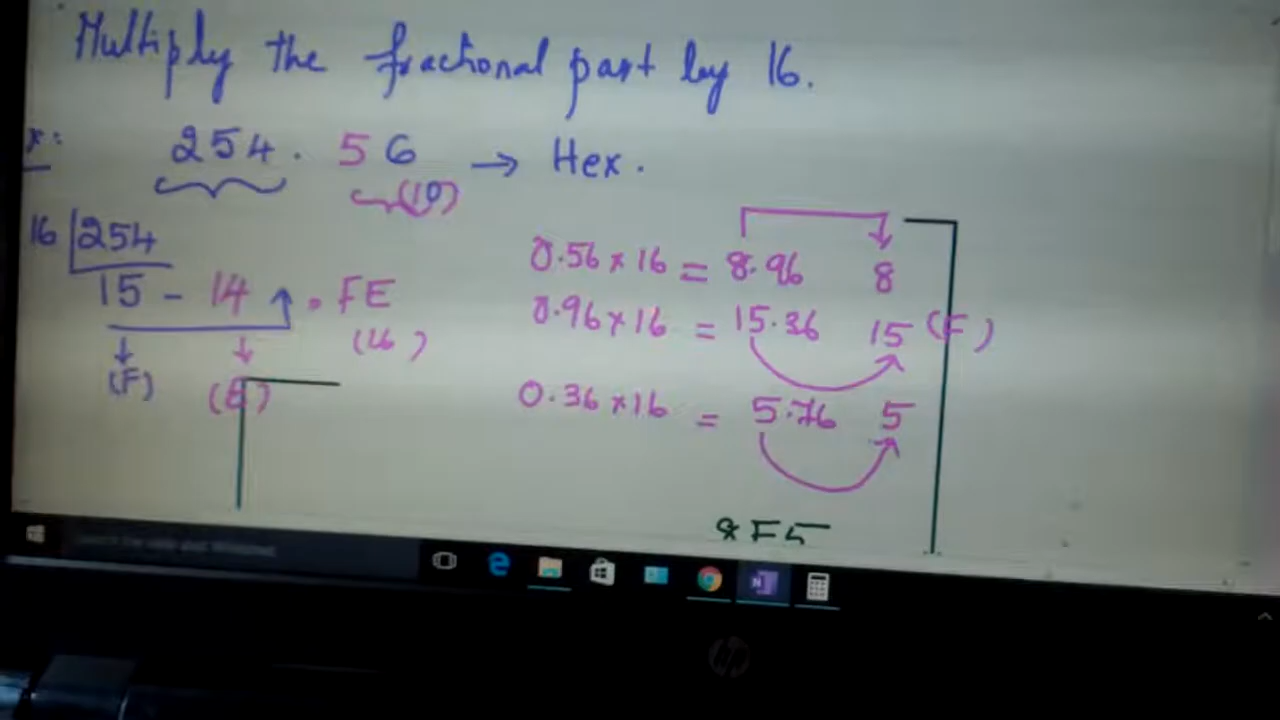 Multiply the fractional part by 16.
x:
254.56 → Hex.
(10)
16 254
15 - 14 . FE
(16)
(F)
(E)
0.56 x 16 = 8.96 8
0.96 x 16 = 15.36 15 (F)
0.36 x 16 = 5.76 5
8F5
hp